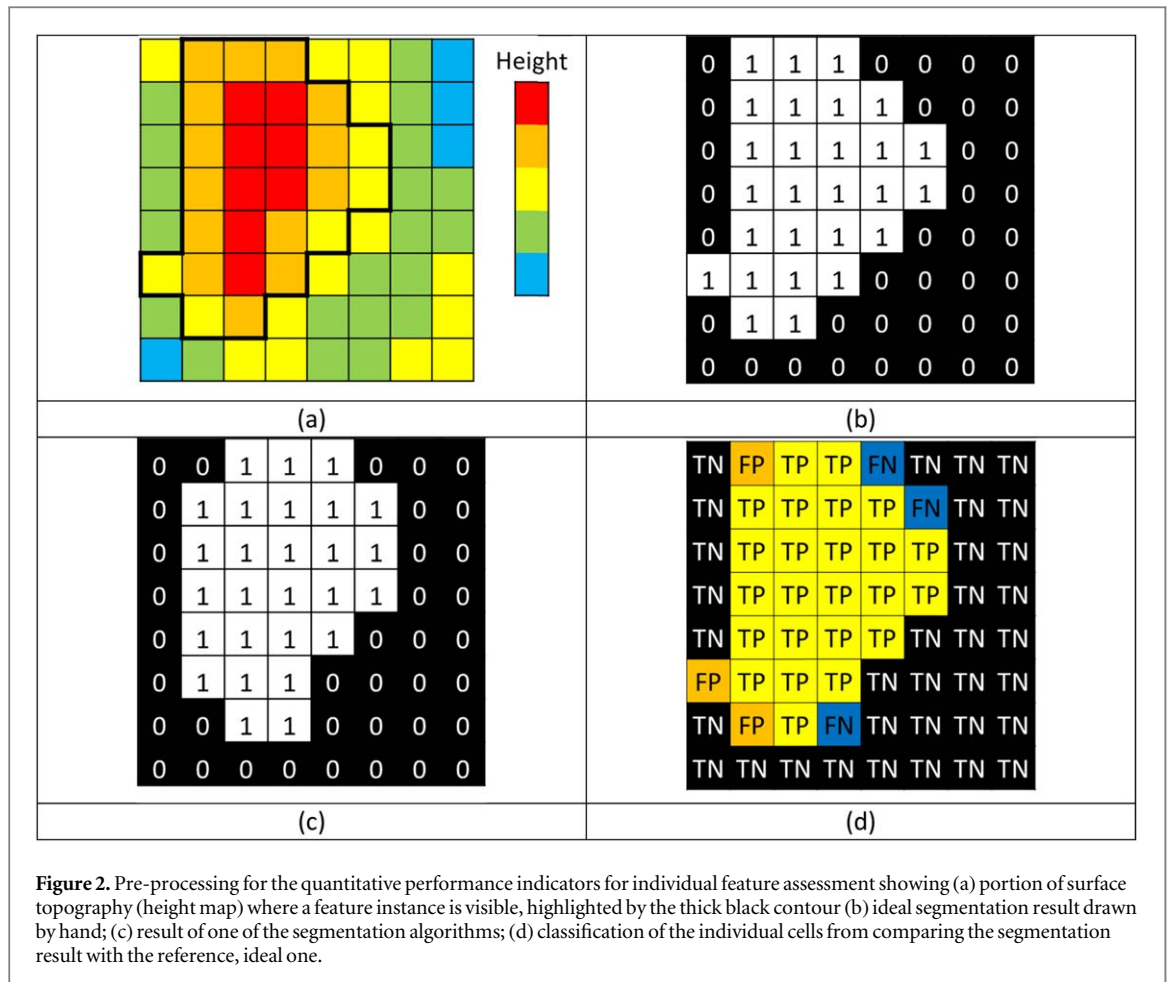 Height
0 1 1 1 0 0 0 0
0 1 1 1 1 0 0 0
0 1 1 1 1 1 0 0
0 1 1 1 1 1 0 0
0 1 1 1 1 0 0 0
1 1 1 1 0 0 0 0
0 1 1 0 0 0 0 0
0 0 0 0 0 0 0 0
(a)
(b)
0 0 1 1 1 0 0 0
0 1 1 1 1 1 0 0
0 1 1 1 1 1 0 0
0 1 1 1 1 1 0 0
0 1 1 1 1 0 0 0
0 1 1 1 0 0 0 0
0 0 1 1 0 0 0 0
0 0 0 0 0 0 0 0
TN FP TP TP FN TN TN TN
TN TP TP TP TP FN TN TN
TN TP TP TP TP TP TN TN
TN TP TP TP TP TP TN TN
TN TP TP TP TP TN TN TN
FP TP TP TP TN TN TN TN
TN FP TP FN TN TN TN TN
TN TN TN TN TN TN TN TN
(c)
(d)
Figure 2. Pre-processing for the quantitative performance indicators for individual feature assessment showing (a) portion of surface
topography (height map) where a feature instance is visible, highlighted by the thick black contour (b) ideal segmentation result drawn
by hand; (c) result of one of the segmentation algorithms; (d) classification of the individual cells from comparing the segmentation
result with the reference, ideal one.